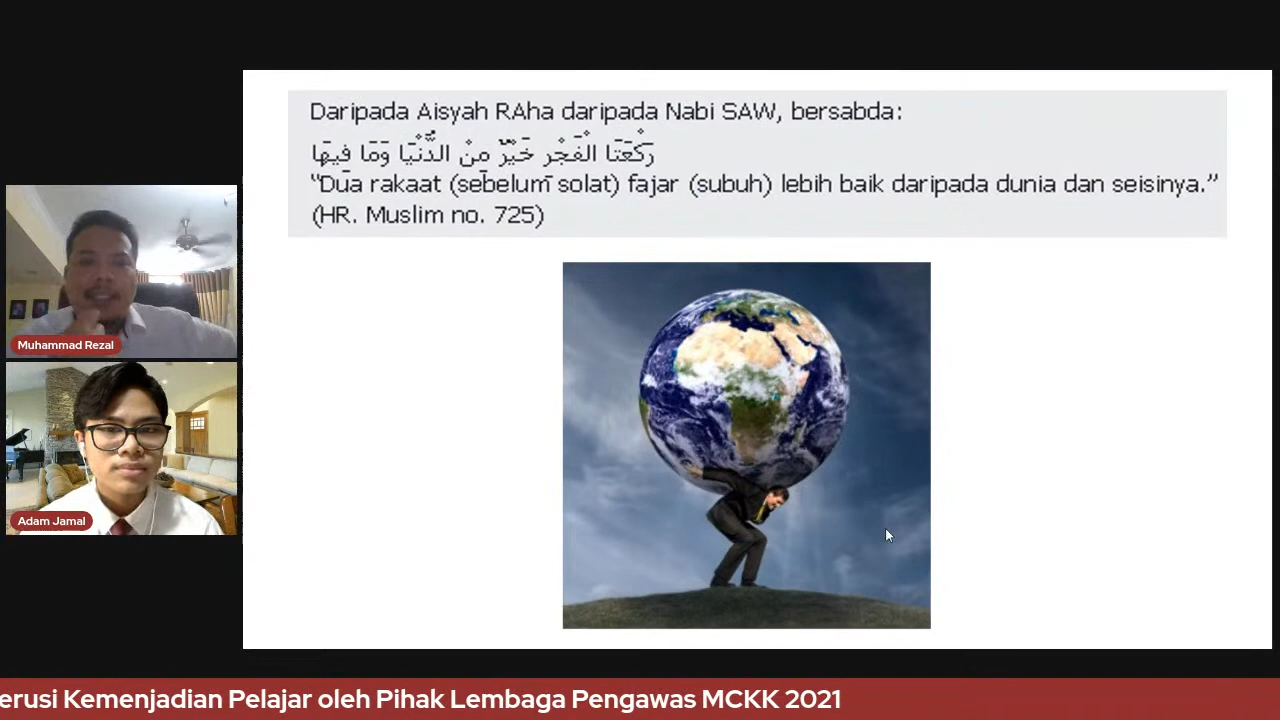 Daripada Aisyah RAha daripada Nabi SAW, bersabda:
رَكْعَتَا الْفَجْرِ خَيْرٌ مِنَ الدُّنْيَا وَمَا فِيهَا
“Dua rakaat (sebelum solat) fajar (subuh) lebih baik daripada dunia dan seisinya.”
(HR. Muslim no. 725)
Muhammad Rezal
Adam Jamal
erusi Kemenjadian Pelajar oleh Pihak Lembaga Pengawas MCKK 2021